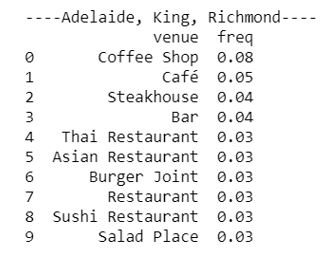 ----Adelaide, King, Richmond----
venue freq
0 Coffee Shop 0.08
1 Café 0.05
2 Steakhouse 0.04
3 Bar 0.04
4 Thai Restaurant 0.03
5 Asian Restaurant 0.03
6 Burger Joint 0.03
7 Restaurant 0.03
8 Sushi Restaurant 0.03
9 Salad Place 0.03